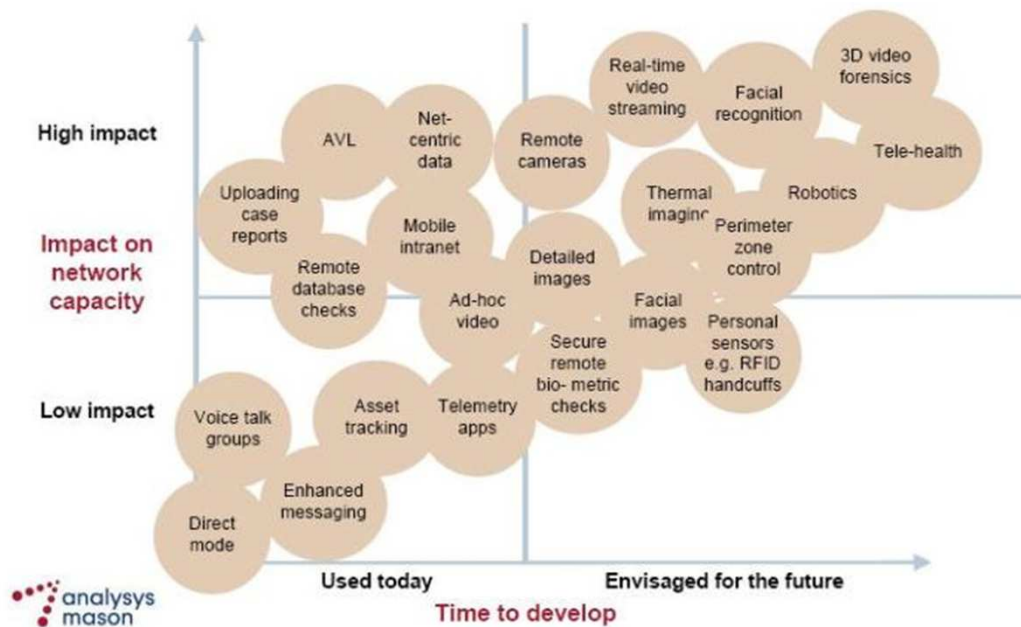 3D video
forensics
Real-time
video
streaming
Facial
recognition
High impact
AVL
Net-
centric
data
Remote
cameras
Tele-health
Uploading
case
reports
Mobile
intranet
Thermal
imaging
Robotics
Perimeter
zone
control
Impact on
network
capacity
Remote
database
checks
Detailed
images
Ad-hoc
video
Facial
images
Personal
sensors
e.g. RFID
handcuffs
Secure
remote
bio- metric
checks
Low impact
Voice talk
groups
Asset
tracking
Telemetry
apps
Enhanced
messaging
Direct
mode
Used today
Envisaged for the future
Time to develop
analysys
mason